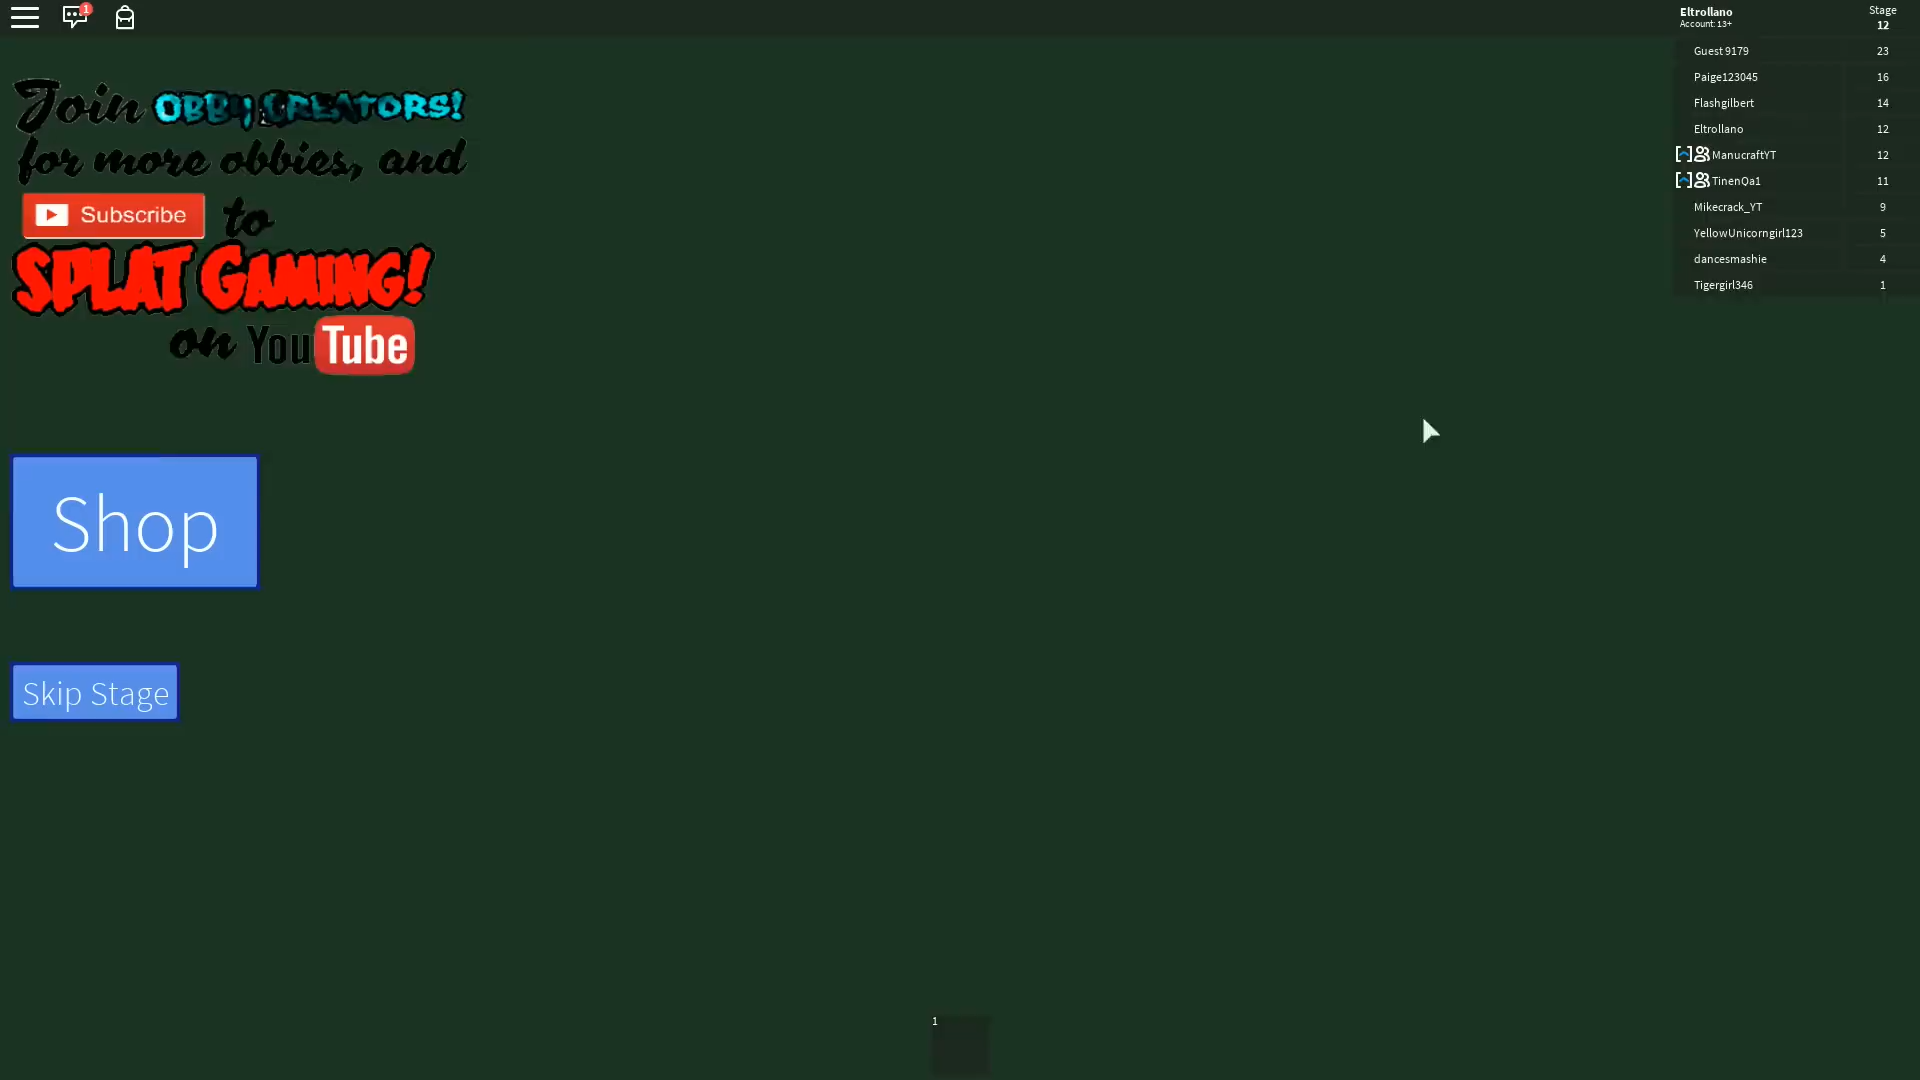 1
Eltrollano
Account: 13+
Stage
12
Guest 9179 23
Paige123045 16
Flashgilbert 14
Eltrollano 12
ManucraftYT 12
TinenQa1 11
Mikecrack_YT 9
YellowUnicorngirl123 5
dancesmashie 4
Tigergirl346 1
Join OBBY CREATORS!
for more obbies, and
Subscribe to
SPLAT GAMING!
on YouTube
Shop
Skip Stage
1